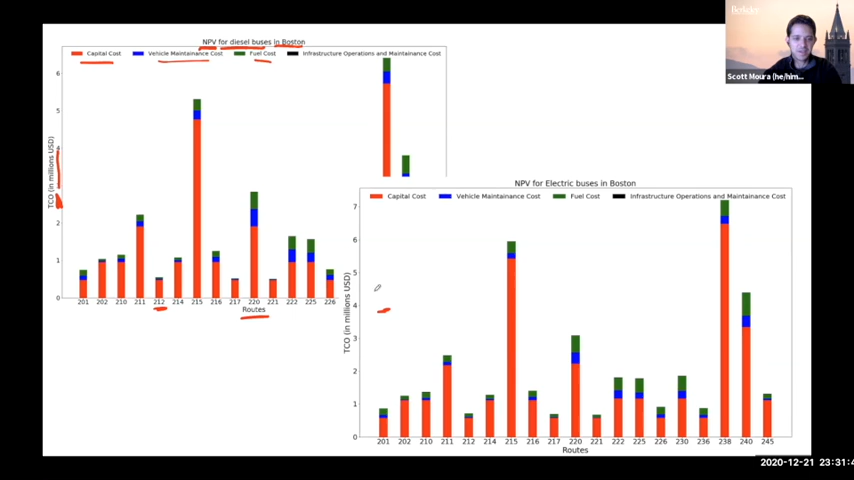 Berkeley
Scott Moura (he/him...
NPV for diesel buses in Boston
Capital Cost
Vehicle Maintainance Cost
Fuel Cost
Infrastructure Operations and Maintainance Cost
TCO (in millions USD)
6
5
4
2
1
0
201 202 210 211 212 214 215 216 217 220 221 222 225 226
Routes
NPV for Electric buses in Boston
Capital Cost
Vehicle Maintainance Cost
Fuel Cost
Infrastructure Operations and Maintainance Cost
TCO (in millions USD)
7
6
5
4
3
2
1
0
201 202 210 211 212 214 215 216 217 220 221 222 225 226 230 236 238 240 245
Routes
2020-12-21 23:31:4